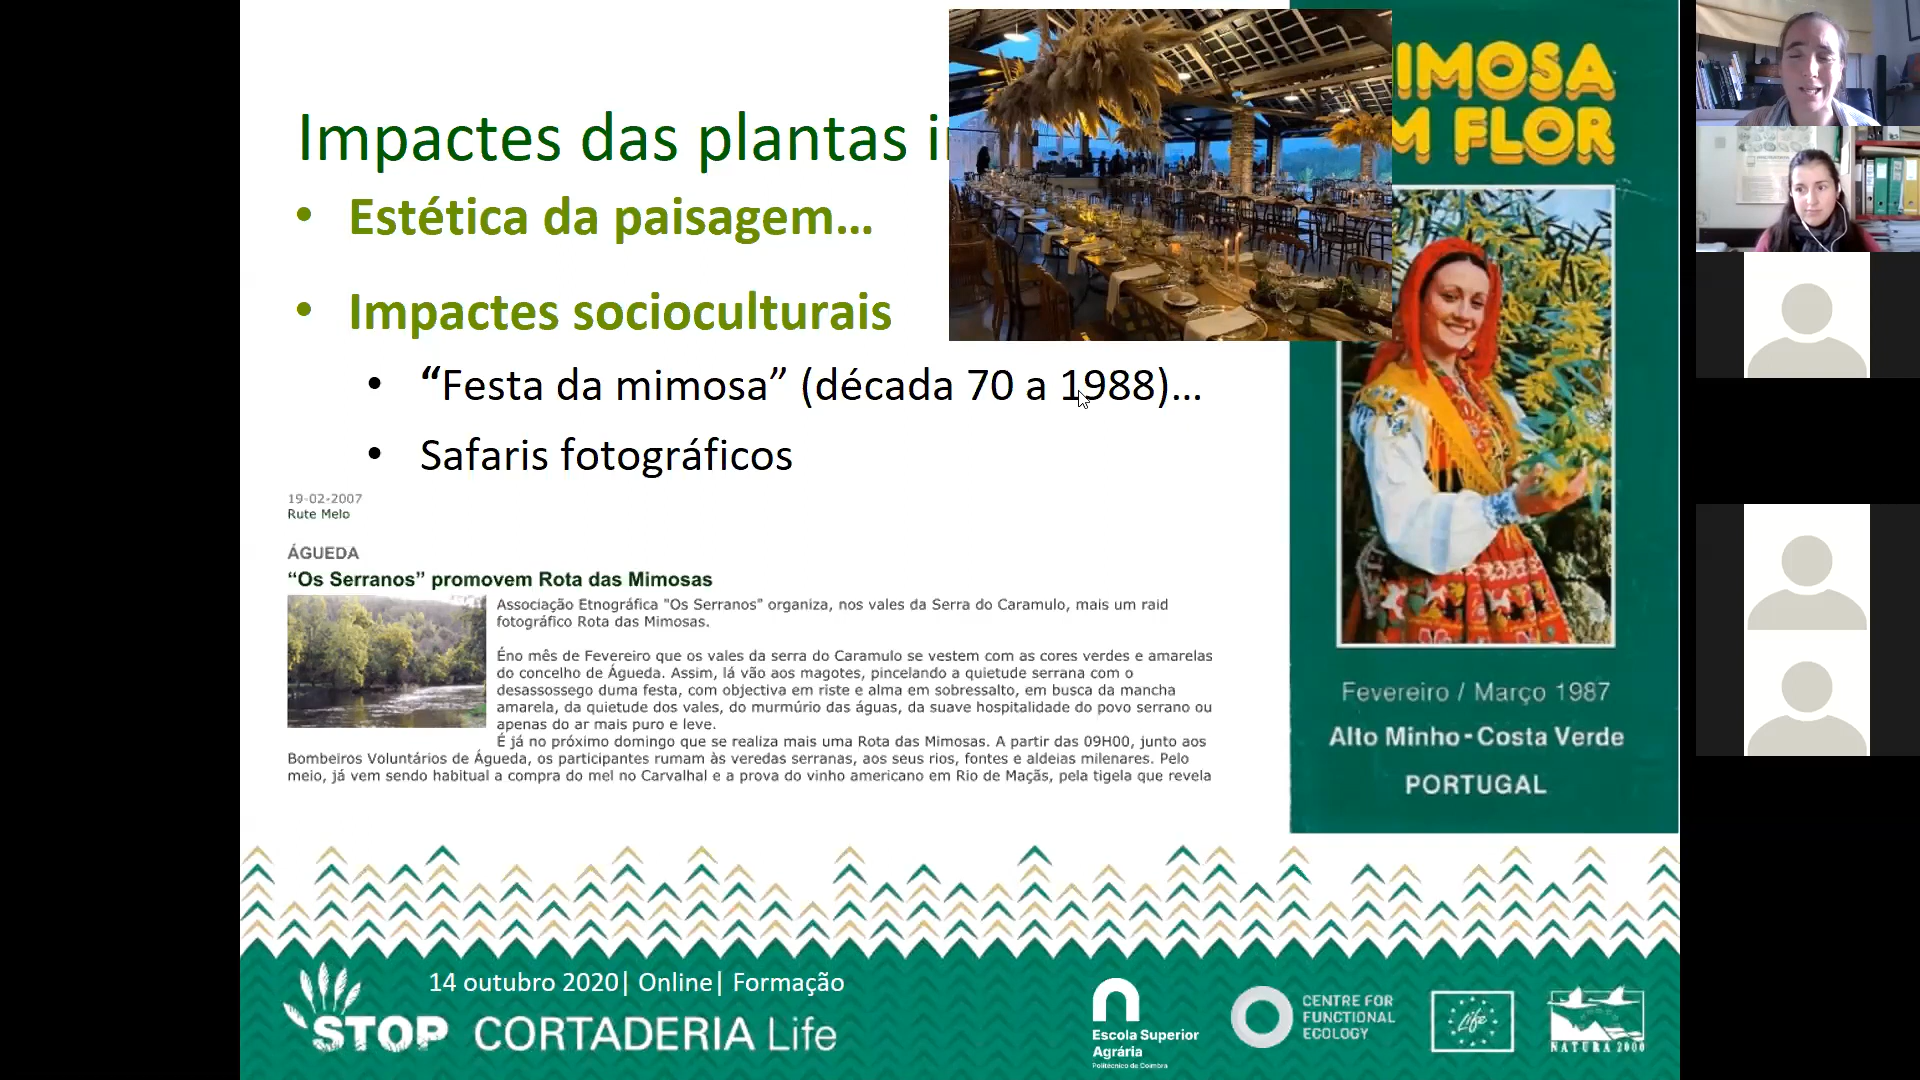 Impactes das plantas i
• Estética da paisagem...
• Impactes socioculturais
• “Festa da mimosa” (década 70 a 1988)...
• Safaris fotográficos
19-02-2007
Rute Melo
ÁGUEDA
“Os Serranos” promovem Rota das Mimosas
Associação Etnográfica "Os Serranos" organiza, nos vales da Serra do Caramulo, mais um raid
fotográfico Rota das Mimosas.
Éno mês de Fevereiro que os vales da serra do Caramulo se vestem com as cores verdes e amarelas
do concelho de Águeda. Assim, lá vão aos magotes, pincelando a quietude serrana com o
desassossego duma festa, com objectiva em riste e alma em sobressalto, em busca da mancha
amarela, da quietude dos vales, do murmúrio das águas, da suave hospitalidade do povo serrano ou
apenas do ar mais puro e leve.
É já no próximo domingo que se realiza mais uma Rota das Mimosas. A partir das 09H00, junto aos
Bombeiros Voluntários de Águeda, os participantes rumam às veredas serranas, aos seus rios, fontes e aldeias milenares. Pelo
meio, já vem sendo habitual a compra do mel no Carvalhal e a prova do vinho americano em Rio de Maçãs, pela tigela que revela
IMOSA
M FLOR
Fevereiro / Março 1987
Alto Minho - Costa Verde
PORTUGAL
14 outubro 2020| Online| Formação
STOP CORTADERIA Life
Escola Superior
Agrária
Politécnico de Coimbra
CENTRE FOR
FUNCTIONAL
ECOLOGY
Life
NATURA 2000